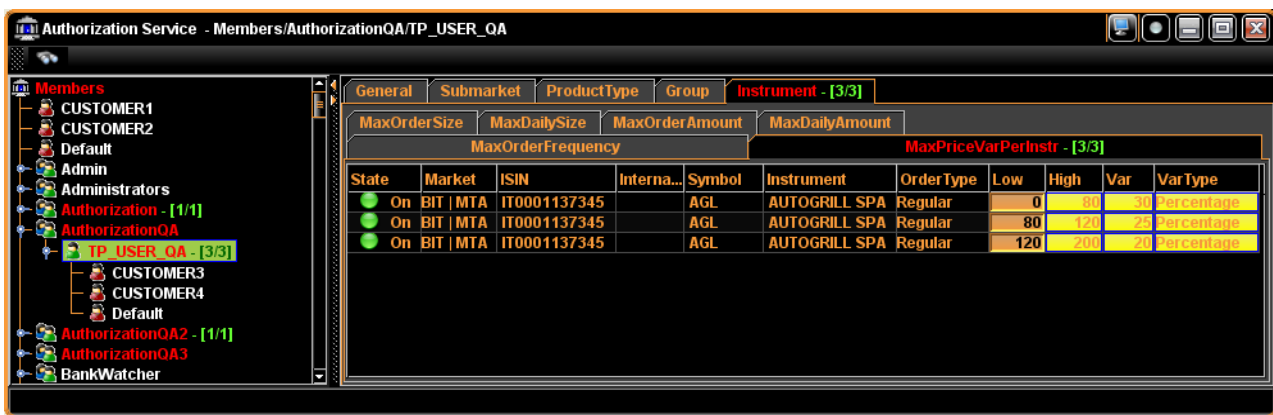 Authorization Service - Members/AuthorizationQA/TP_USER_QA
Members
CUSTOMER1
CUSTOMER2
Default
Admin
Administrators
Authorization - [1/1]
AuthorizationQA
TP_USER_QA - [3/3]
CUSTOMER3
CUSTOMER4
Default
AuthorizationQA2 - [1/1]
AuthorizationQA3
BankWatcher
General Submarket ProductType Group Instrument - [3/3]
MaxOrderSize MaxDailySize MaxOrderAmount MaxDailyAmount
MaxOrderFrequency MaxPriceVarPerInstr - [3/3]
State Market ISIN Interna... Symbol Instrument OrderType Low High Var VarType
On BIT | MTA IT0001137345 AGL AUTOGRILL SPA Regular 0 80 30 Percentage
On BIT | MTA IT0001137345 AGL AUTOGRILL SPA Regular 80 120 25 Percentage
On BIT | MTA IT0001137345 AGL AUTOGRILL SPA Regular 120 200 20 Percentage